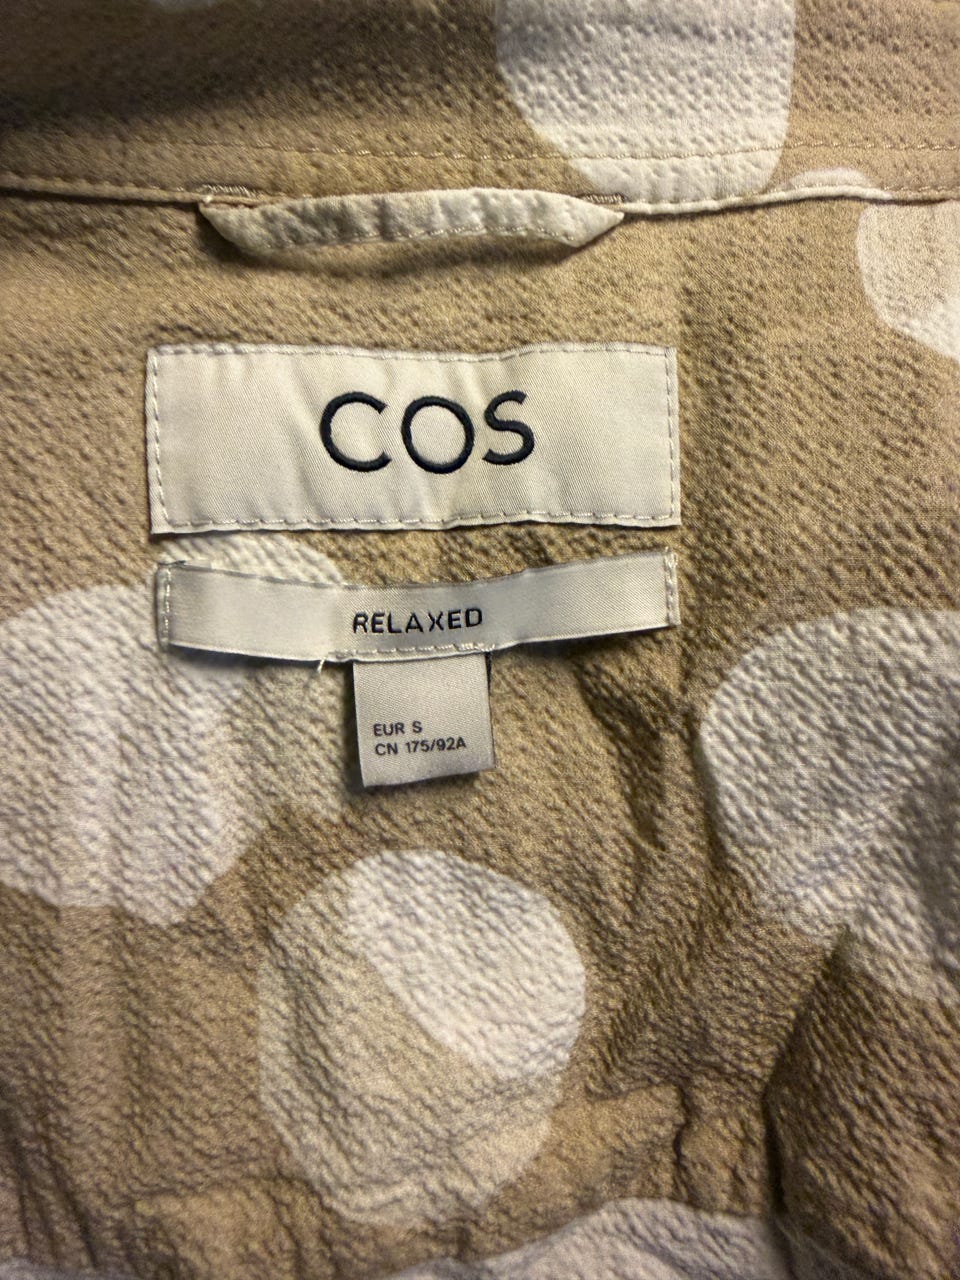 COS
RELAXED
EUR S
CN 175/92A